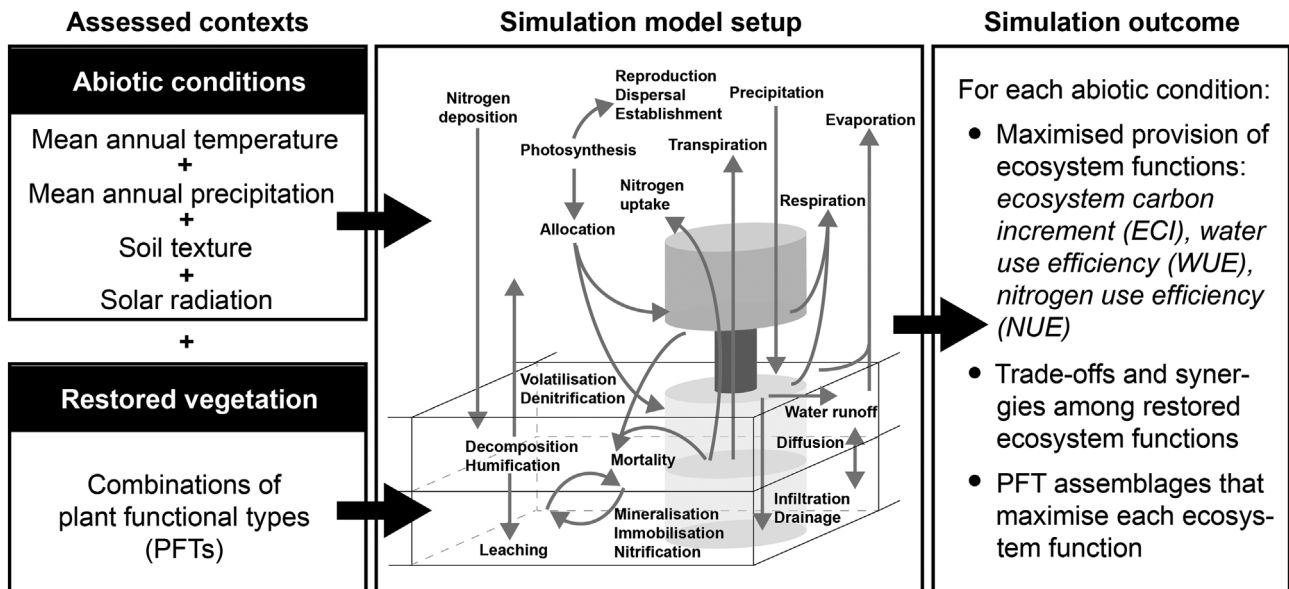 Assessed contexts
Abiotic conditions
Mean annual temperature
+
Mean annual precipitation
+
Soil texture
+
Solar radiation
+
Restored vegetation
Combinations of
plant functional types
(PFTs)
Simulation model setup
Nitrogen
deposition
Reproduction
Dispersal
Establishment
Precipitation
Evaporation
Photosynthesis
Transpiration
Nitrogen
uptake
Respiration
Allocation
Volatilisation
Denitrification
Water runoff
Decomposition
Humification
Mortality
Diffusion
Mineralisation
Immobilisation
Nitrification
Infiltration
Drainage
Leaching
Simulation outcome
For each abiotic condition:
• Maximised provision of
ecosystem functions:
ecosystem carbon
increment (ECI), water
use efficiency (WUE),
nitrogen use efficiency
(NUE)
• Trade-offs and syner-
gies among restored
ecosystem functions
• PFT assemblages that
maximise each ecosys-
tem function